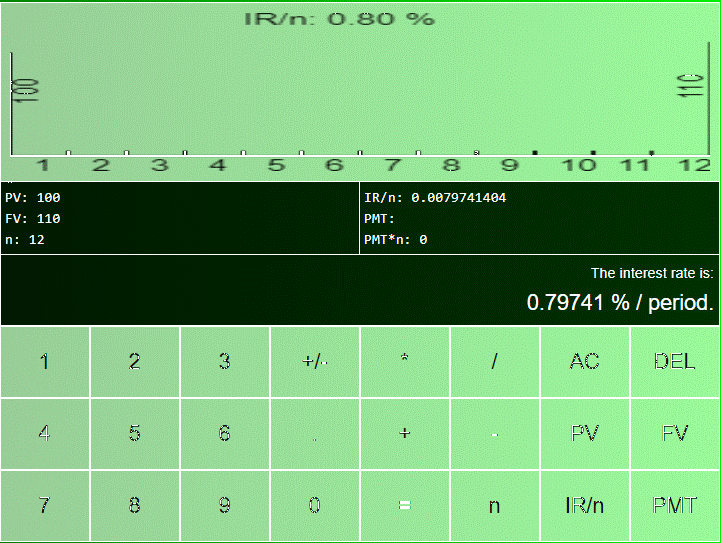 IR/n: 0.80 %
100
110
1 2 3 4 5 6 7 8 9 10 11 12
PV: 100
FV: 110
n: 12
IR/n: 0.0079741404
PMT:
PMT*n: 0
The interest rate is:
0.79741 % / period.
1 2 3 +/- * / AC DEL
4 5 6 . + - PV FV
7 8 9 0 = n IR/n PMT